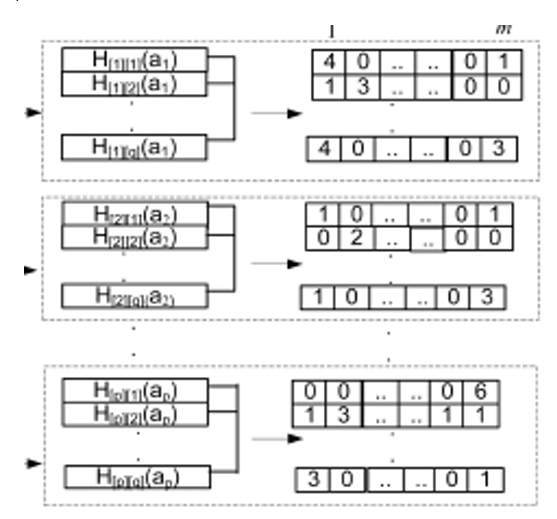 1 m
H[1][1](a1) 4 0 .. .. 0 1
H[1][2](a1) 1 3 .. .. 0 0
H[1][q](a1) 4 0 .. .. 0 3
H[2][1](a2) 1 0 .. .. 0 1
H[2][2](a2) 0 2 .. .. 0 0
H[2][q](a2) 1 0 .. .. 0 3
H[p][1](ap) 0 0 .. .. 0 6
H[p][2](ap) 1 3 .. .. 1 1
H[p][q](ap) 3 0 .. .. 0 1